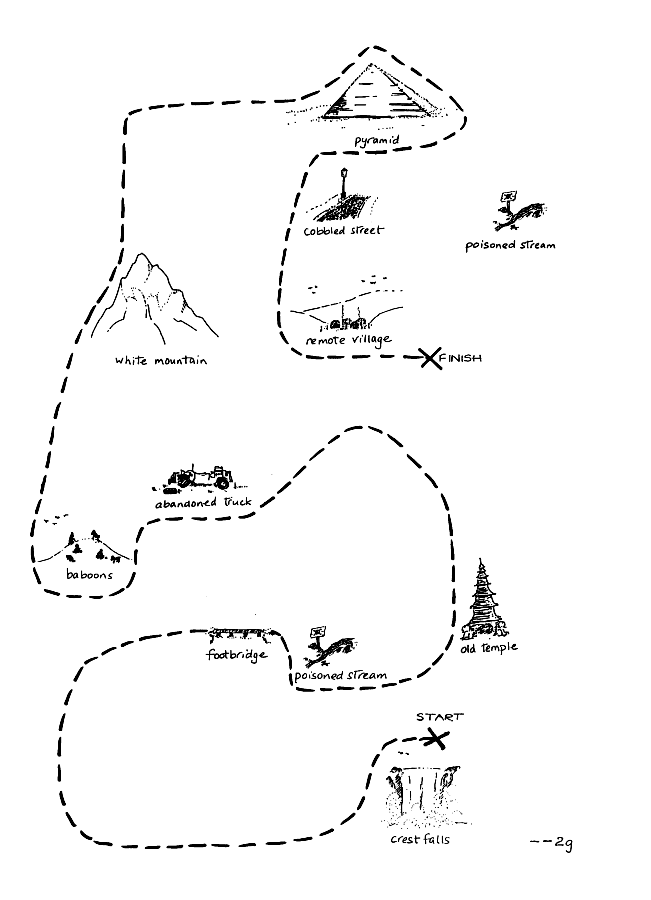 pyramid
cobbled street
poisoned stream
remote village
white mountain
FINISH
abandoned truck
baboons
old temple
footbridge
poisoned stream
START
crest falls
--2g